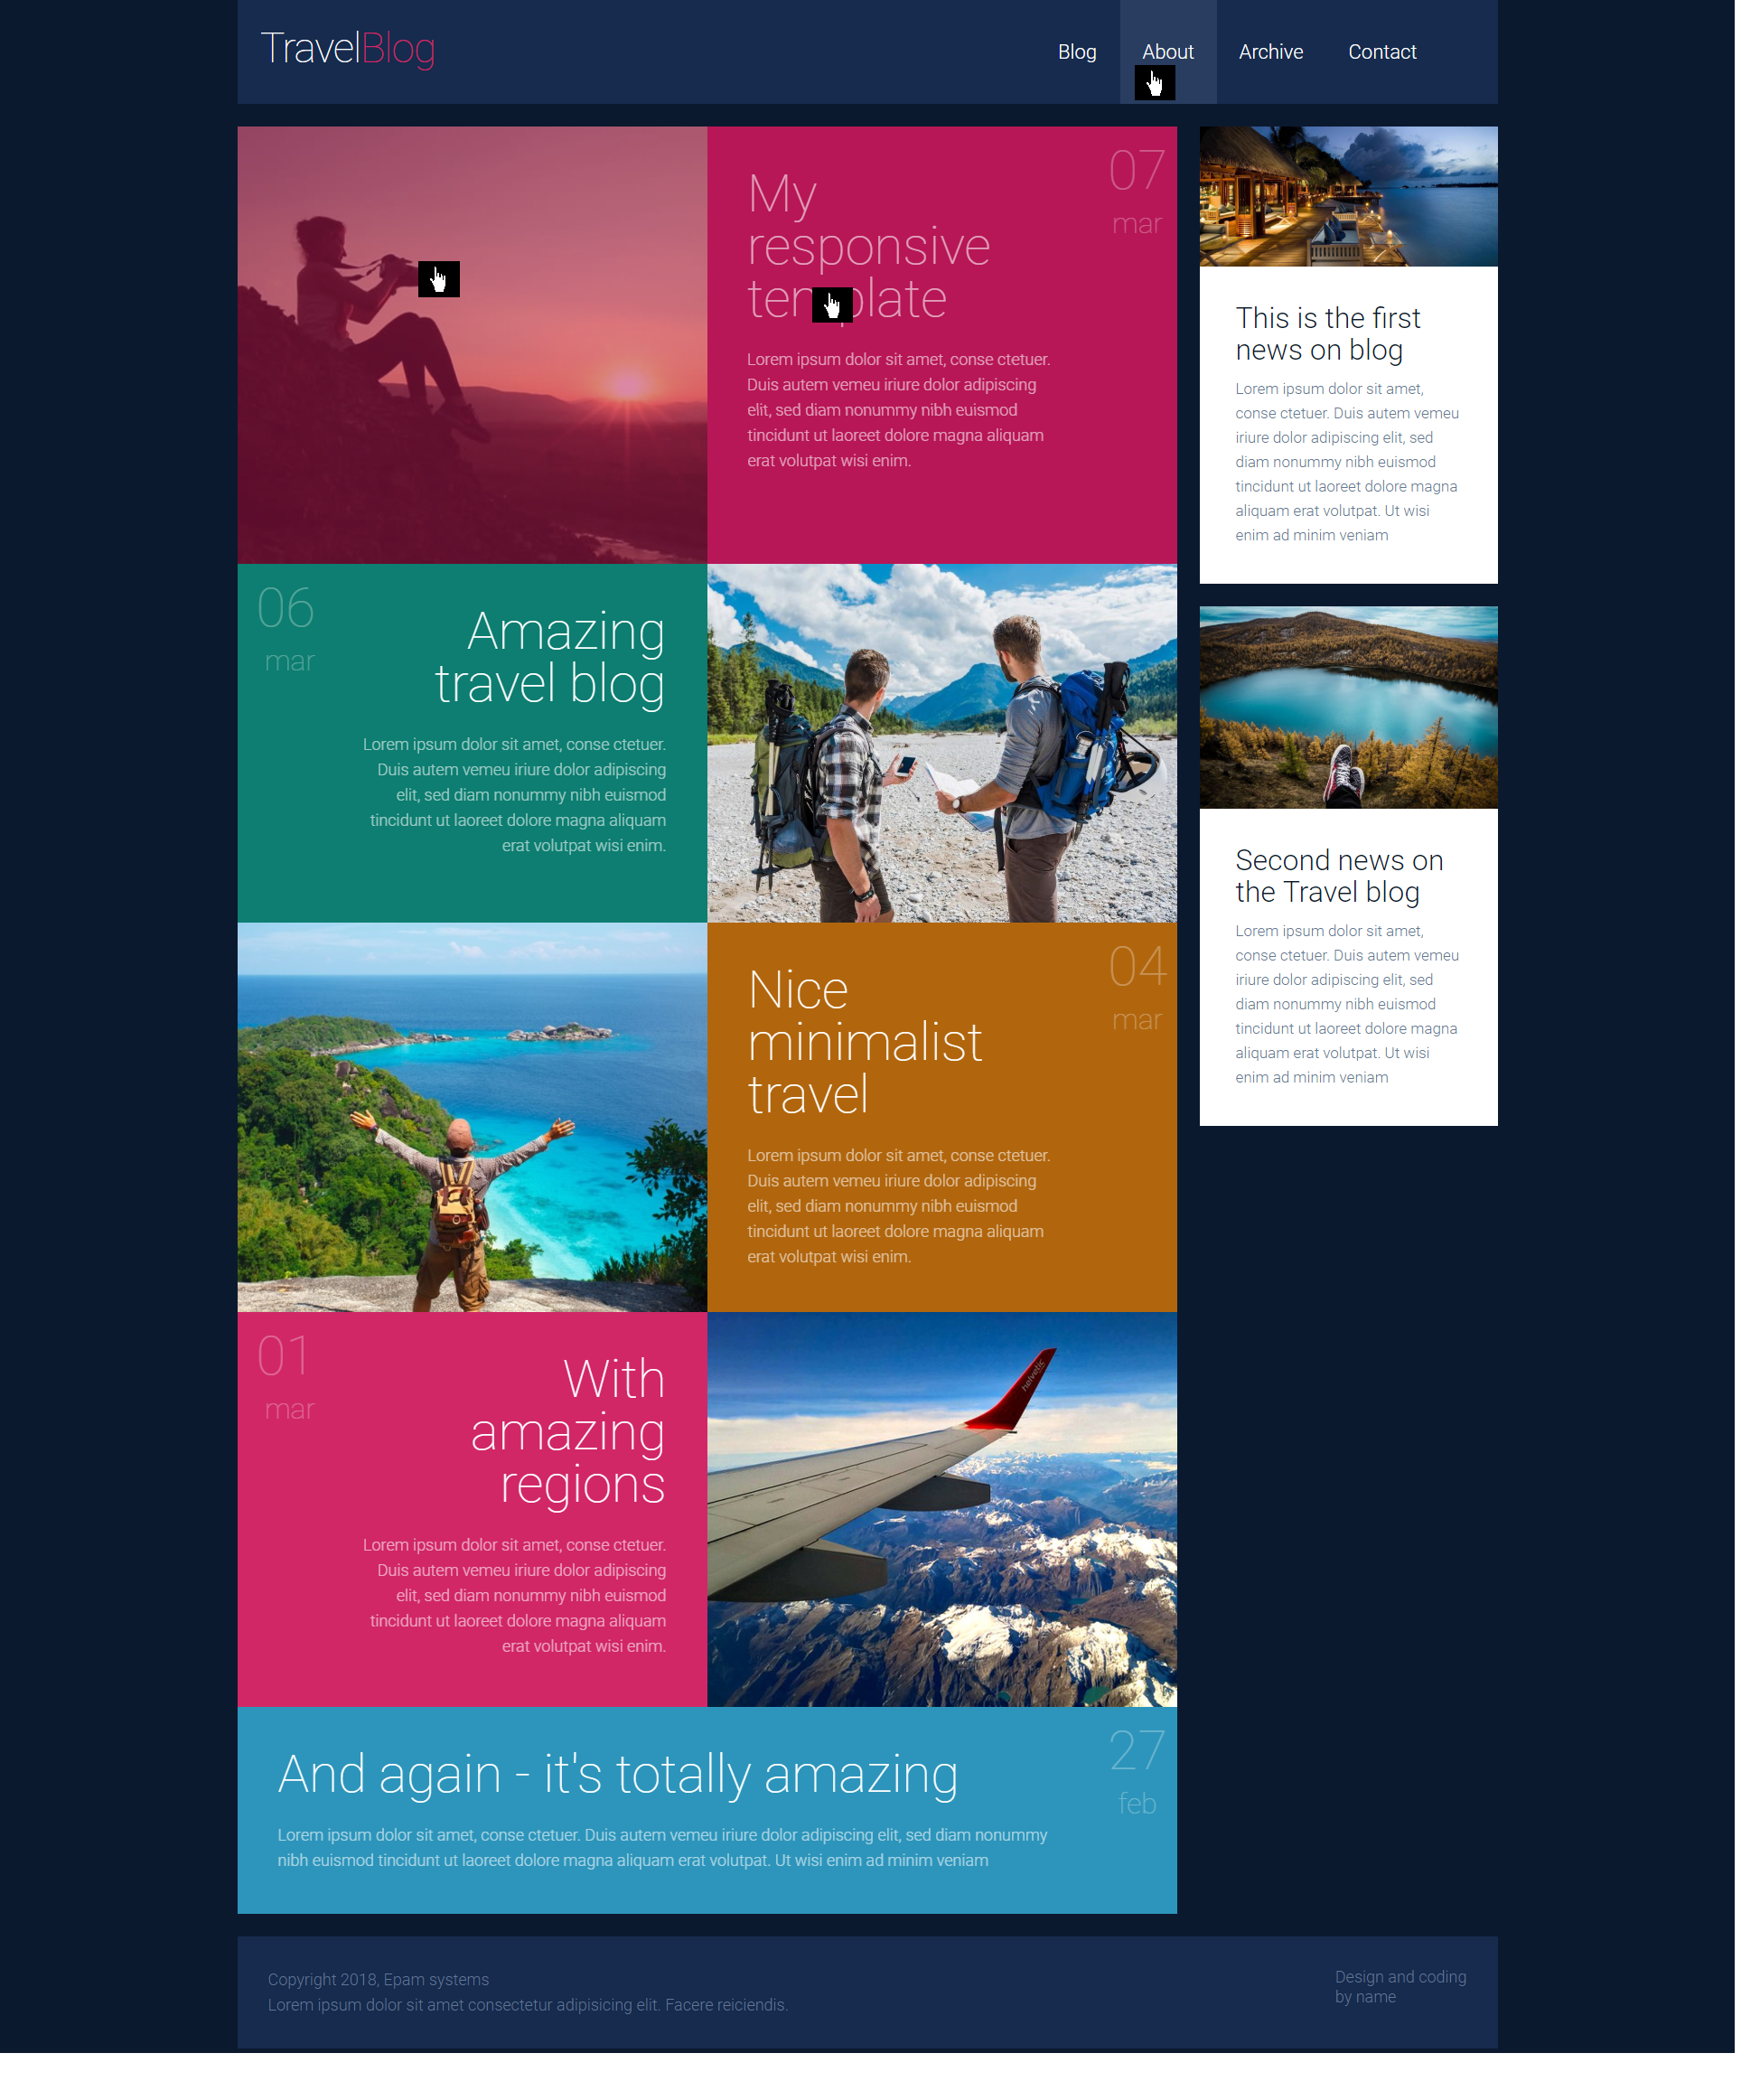 TravelBlog
Blog About Archive Contact
07
mar
My
responsive
Lorem ipsum dolor sit amet, conse ctetuer.
Duis autem vemeu iriure dolor adipiscing
elit, sed diam nonummy nibh euismod
tincidunt ut laoreet dolore magna aliquam
erat volutpat wisi enim.
06
mar
Amazing
travel blog
Lorem ipsum dolor sit amet, conse ctetuer.
Duis autem vemeu iriure dolor adipiscing
elit, sed diam nonummy nibh euismod
tincidunt ut laoreet dolore magna aliquam
erat volutpat wisi enim.
04
mar
Nice
minimalist
travel
Lorem ipsum dolor sit amet, conse ctetuer.
Duis autem vemeu iriure dolor adipiscing
elit, sed diam nonummy nibh euismod
tincidunt ut laoreet dolore magna aliquam
erat volutpat wisi enim.
01
mar
With
amazing
regions
Lorem ipsum dolor sit amet, conse ctetuer.
Duis autem vemeu iriure dolor adipiscing
elit, sed diam nonummy nibh euismod
tincidunt ut laoreet dolore magna aliquam
erat volutpat wisi enim.
helvetic
27
feb
And again - it's totally amazing
Lorem ipsum dolor sit amet, conse ctetuer. Duis autem vemeu iriure dolor adipiscing elit, sed diam nonummy
nibh euismod tincidunt ut laoreet dolore magna aliquam erat volutpat. Ut wisi enim ad minim veniam
This is the first
news on blog
Lorem ipsum dolor sit amet,
conse ctetuer. Duis autem vemeu
iriure dolor adipiscing elit, sed
diam nonummy nibh euismod
tincidunt ut laoreet dolore magna
aliquam erat volutpat. Ut wisi
enim ad minim veniam
Second news on
the Travel blog
Lorem ipsum dolor sit amet,
conse ctetuer. Duis autem vemeu
iriure dolor adipiscing elit, sed
diam nonummy nibh euismod
tincidunt ut laoreet dolore magna
aliquam erat volutpat. Ut wisi
enim ad minim veniam
Copyright 2018, Epam systems
Lorem ipsum dolor sit amet consectetur adipisicing elit. Facere reiciendis.
Design and coding
by name